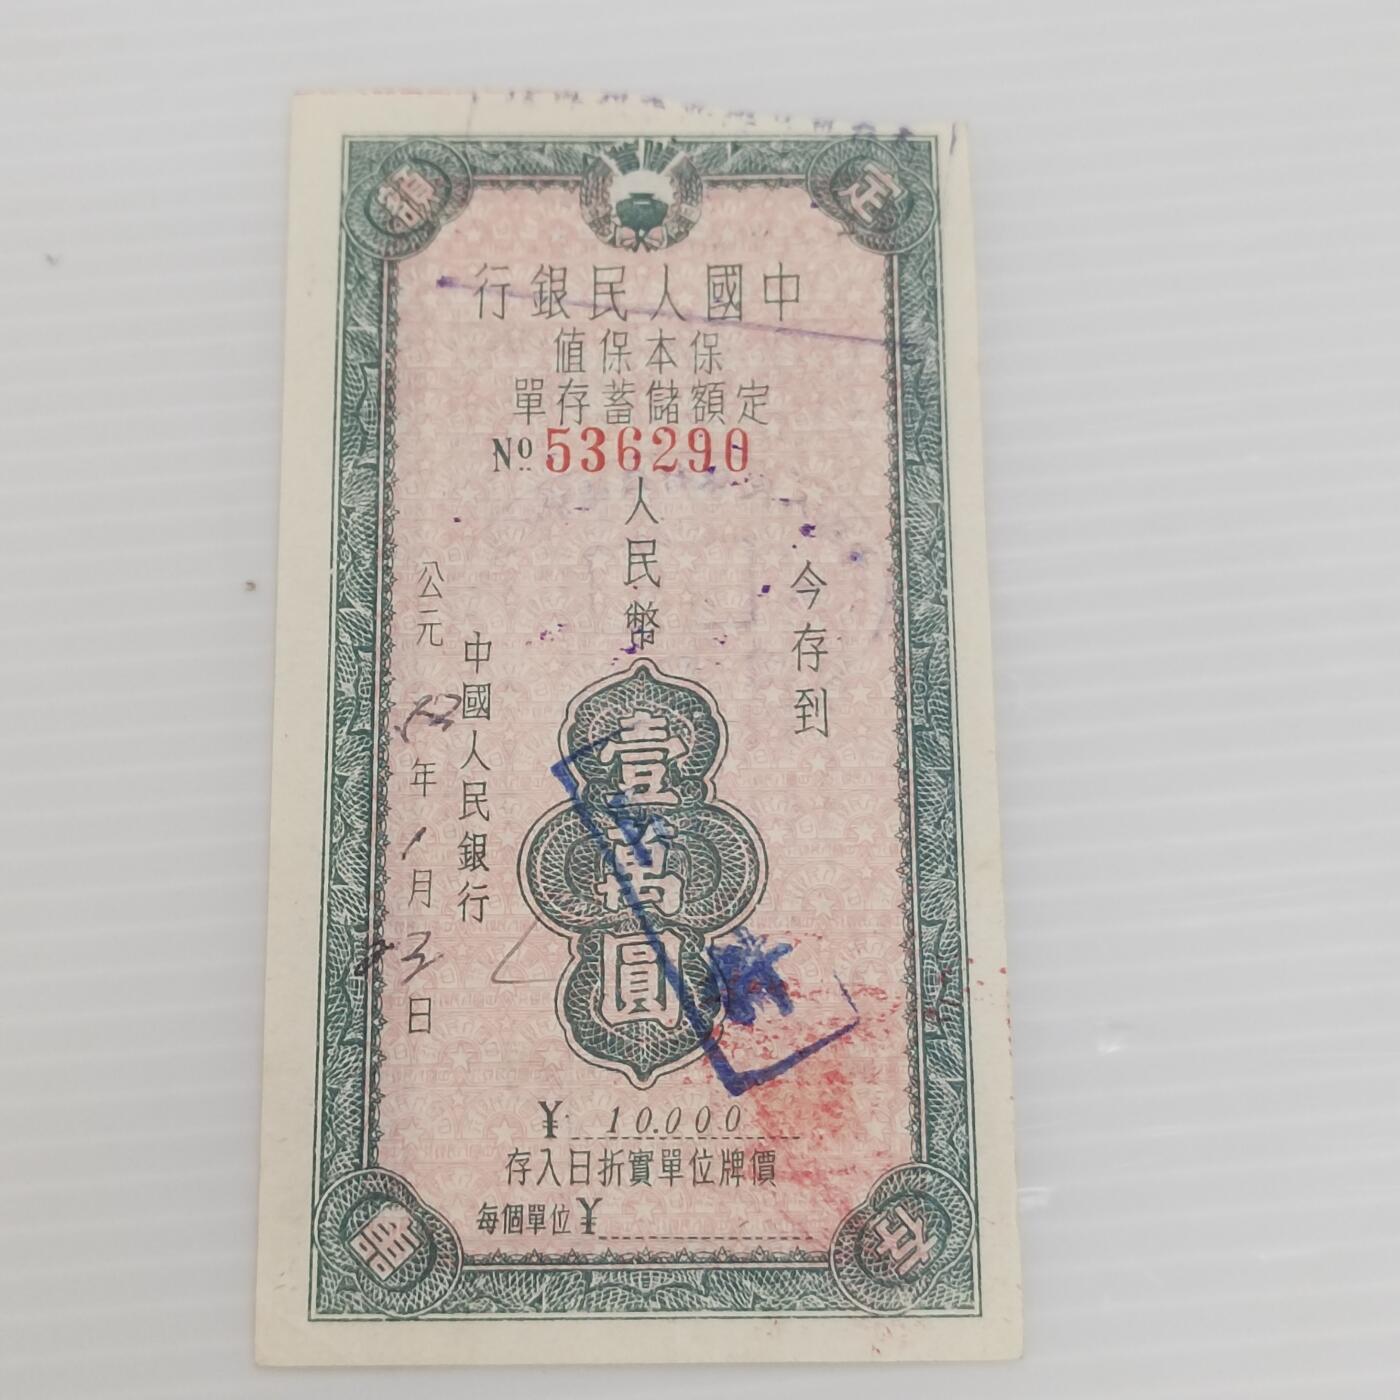 定額
中國人民銀行
保本保值
定額儲蓄存單
No 536290
今存到
人民幣
壹萬圓
中國人民銀行
公元 年 1 月 23 日
¥ 10.000
存入日折實單位牌價
每個單位¥
存單